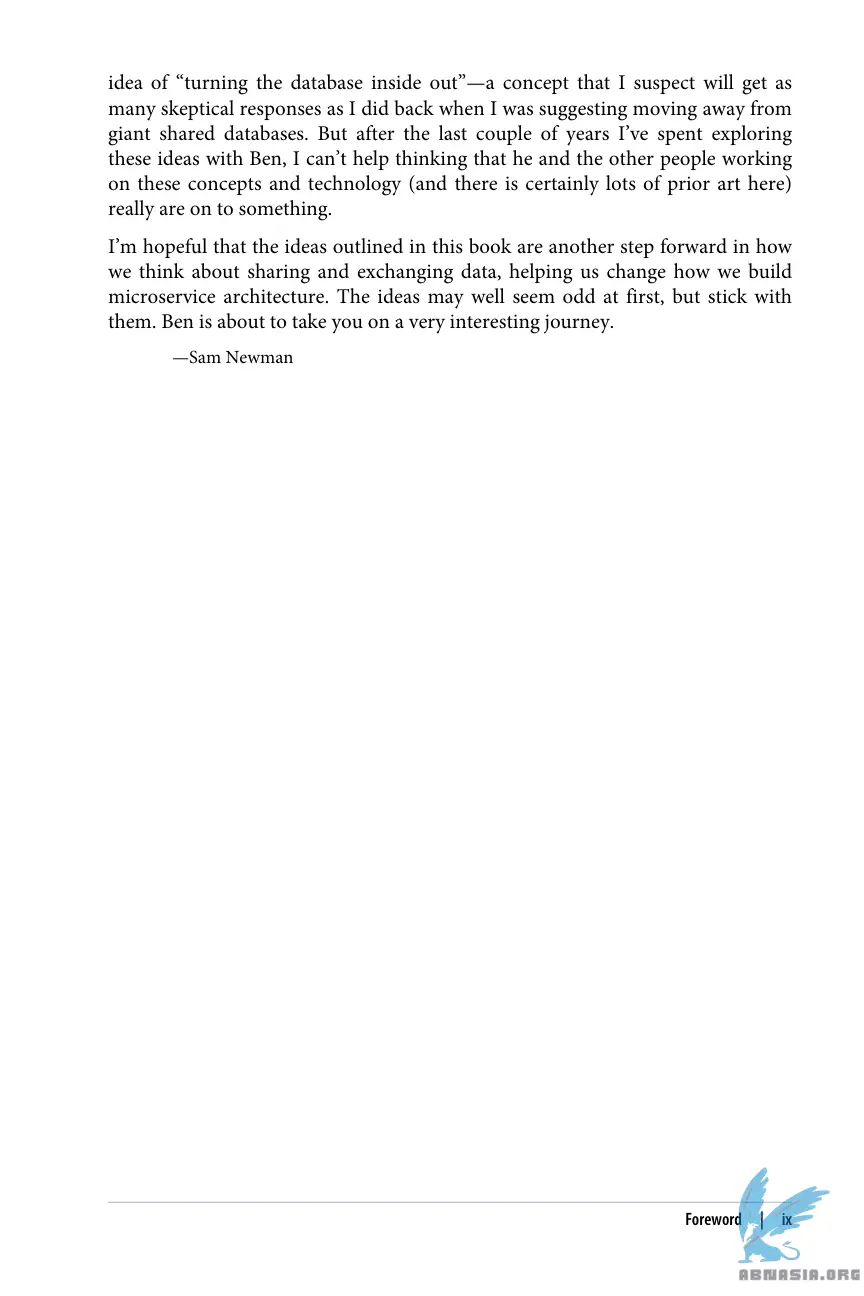 idea of “turning the database inside out”—a concept that I suspect will get as
many skeptical responses as I did back when I was suggesting moving away from
giant shared databases. But after the last couple of years I’ve spent exploring
these ideas with Ben, I can’t help thinking that he and the other people working
on these concepts and technology (and there is certainly lots of prior art here)
really are on to something.
I’m hopeful that the ideas outlined in this book are another step forward in how
we think about sharing and exchanging data, helping us change how we build
microservice architecture. The ideas may well seem odd at first, but stick with
them. Ben is about to take you on a very interesting journey.
—Sam Newman
Foreword | ix
ABNASIA.ORG